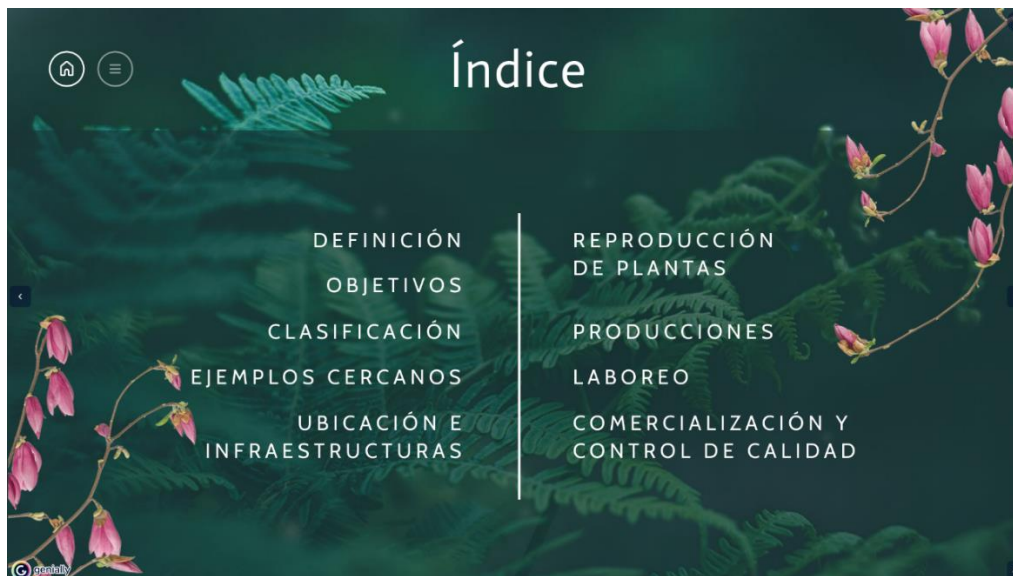 Índice
DEFINICIÓN
OBJETIVOS
CLASIFICACIÓN
EJEMPLOS CERCANOS
UBICACIÓN E
INFRAESTRUCTURAS
REPRODUCCIÓN
DE PLANTAS
PRODUCCIONES
LABOREO
COMERCIALIZACIÓN Y
CONTROL DE CALIDAD
genially